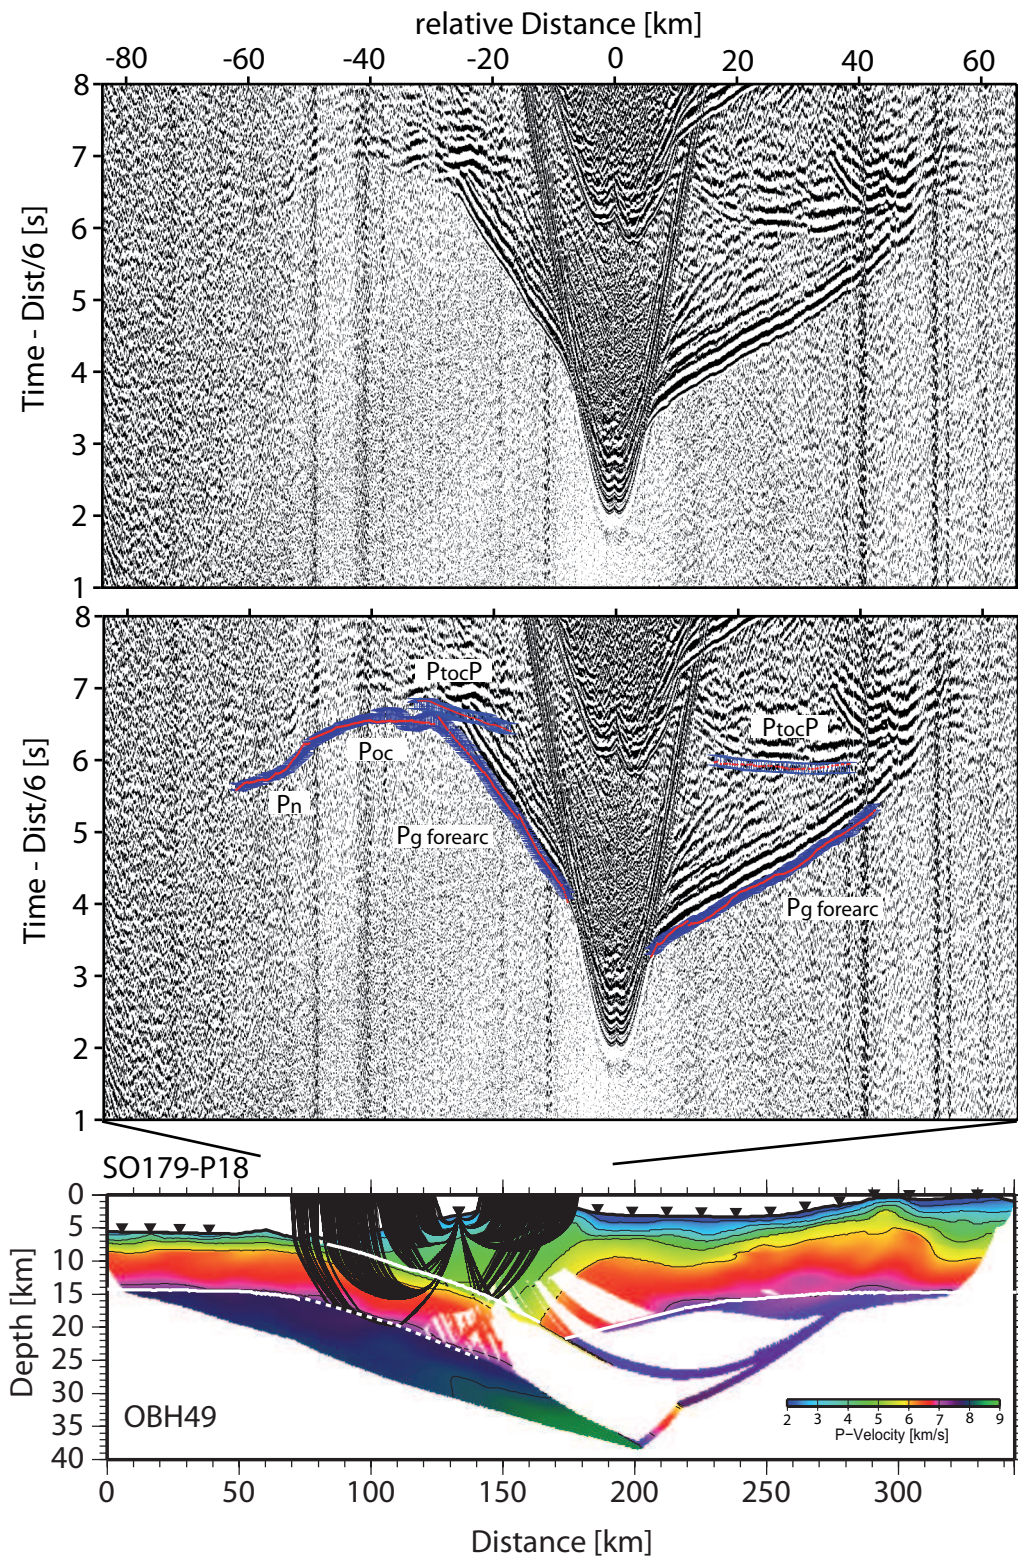 relative Distance [km]
-80 -60 -40 -20 0 20 40 60
8
7
6
5
4
3
2
1
Time - Dist/6 [s]
8
7
6
5
4
3
2
1
Time - Dist/6 [s]
PtocP
PtocP
Poc
Pn
Pg forearc
Pg forearc
SO179-P18
0
5
10
15
20
25
30
35
40
Depth [km]
OBH49
2 3 4 5 6 7 8 9
P-Velocity [km/s]
0 50 100 150 200 250 300
Distance [km]